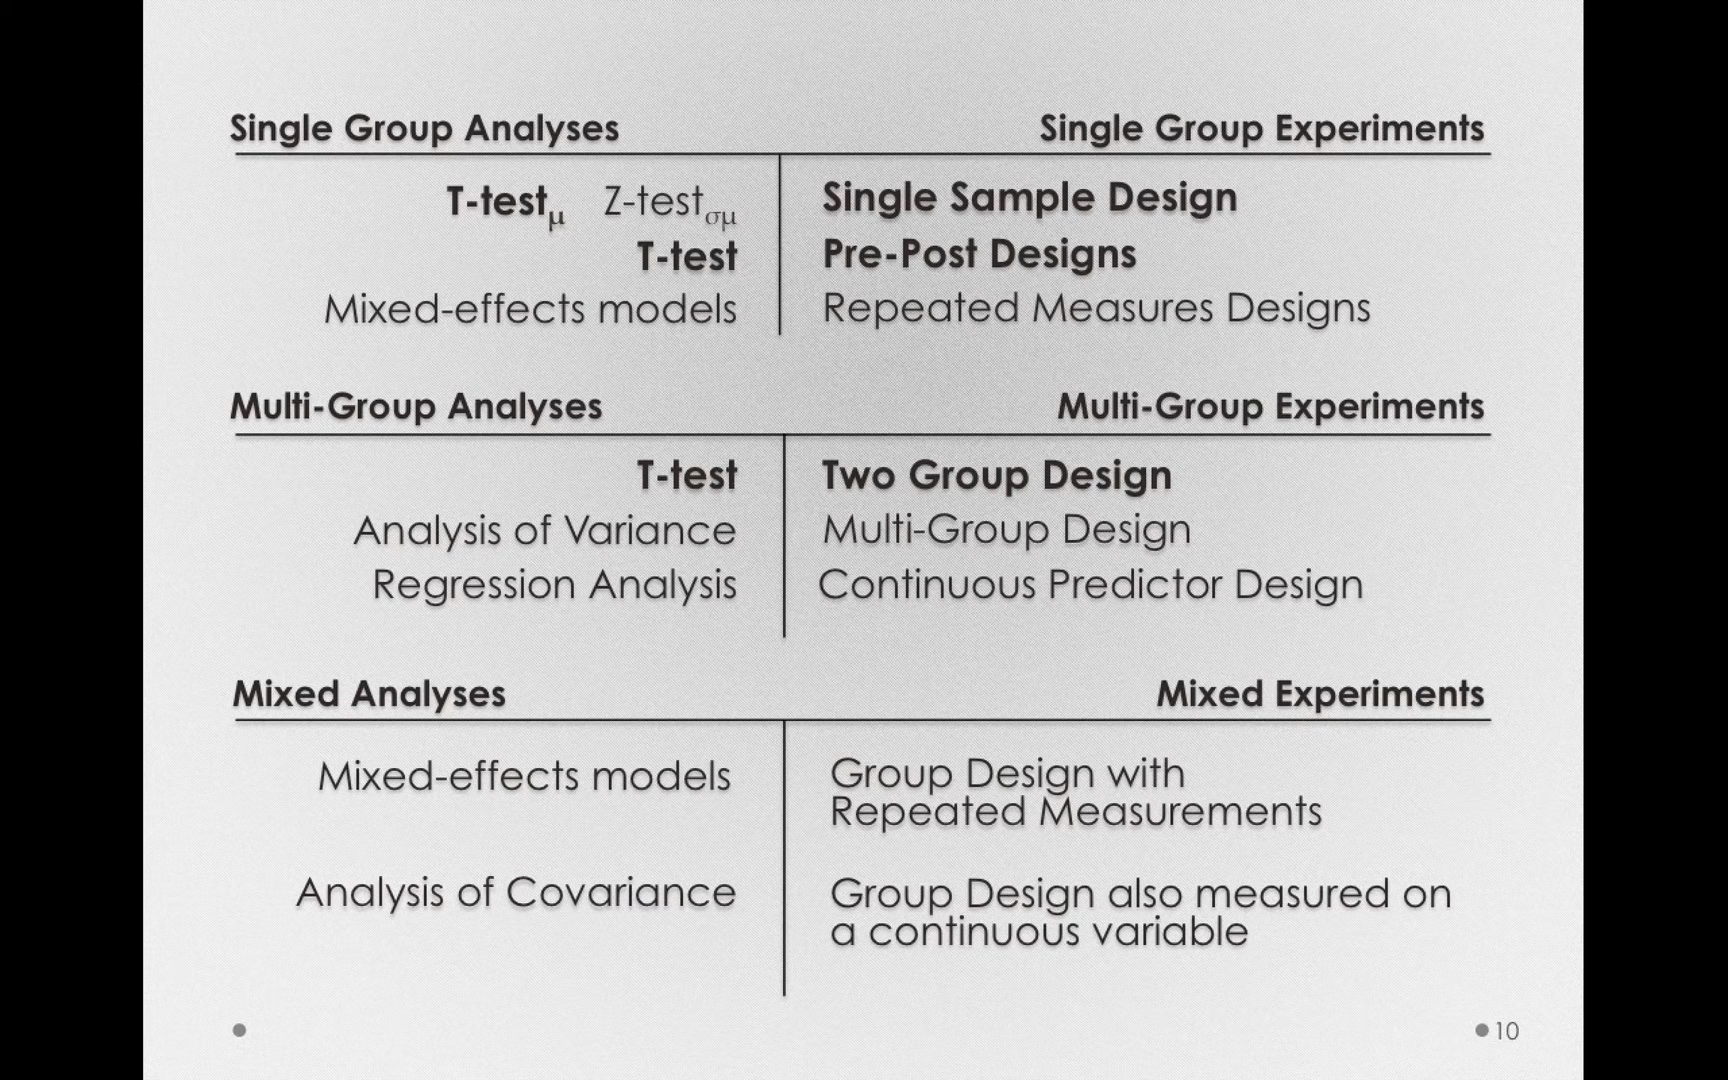 Single Group Analyses Single Group Experiments
T-testμ Z-testσμ Single Sample Design
T-test Pre-Post Designs
Mixed-effects models Repeated Measures Designs
Multi-Group Analyses Multi-Group Experiments
T-test Two Group Design
Analysis of Variance Multi-Group Design
Regression Analysis Continuous Predictor Design
Mixed Analyses Mixed Experiments
Mixed-effects models Group Design with
Repeated Measurements
Analysis of Covariance Group Design also measured on
a continuous variable
10